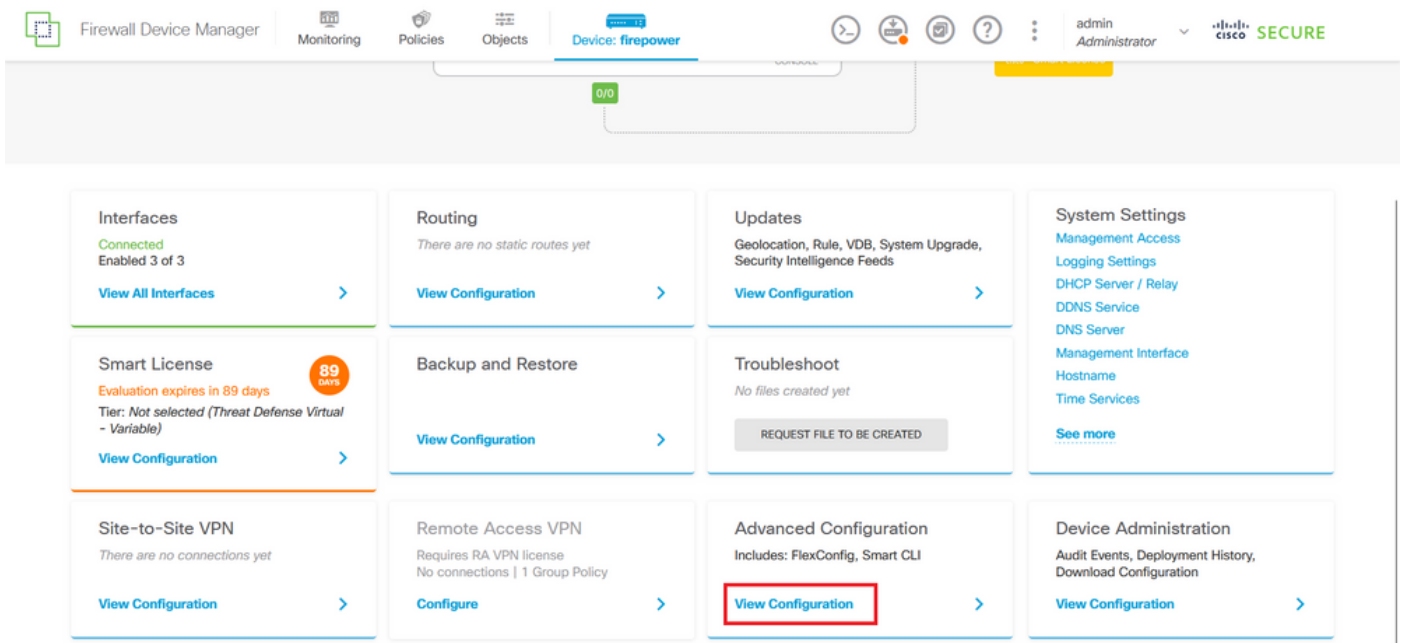 Firewall Device Manager
Monitoring
Policies
Objects
Device: firepower
admin
Administrator
cisco SECURE
CONSOLE
0/0
Interfaces
Connected
Enabled 3 of 3
View All Interfaces
Routing
There are no static routes yet
View Configuration
Updates
Geolocation, Rule, VDB, System Upgrade,
Security Intelligence Feeds
View Configuration
System Settings
Management Access
Logging Settings
DHCP Server / Relay
DDNS Service
DNS Server
Management Interface
Hostname
Time Services
See more
Smart License
89
DAYS
Evaluation expires in 89 days
Tier: Not selected (Threat Defense Virtual
- Variable)
View Configuration
Backup and Restore
View Configuration
Troubleshoot
No files created yet
REQUEST FILE TO BE CREATED
Site-to-Site VPN
There are no connections yet
View Configuration
Remote Access VPN
Requires RA VPN license
No connections | 1 Group Policy
Configure
Advanced Configuration
Includes: FlexConfig, Smart CLI
View Configuration
Device Administration
Audit Events, Deployment History,
Download Configuration
View Configuration